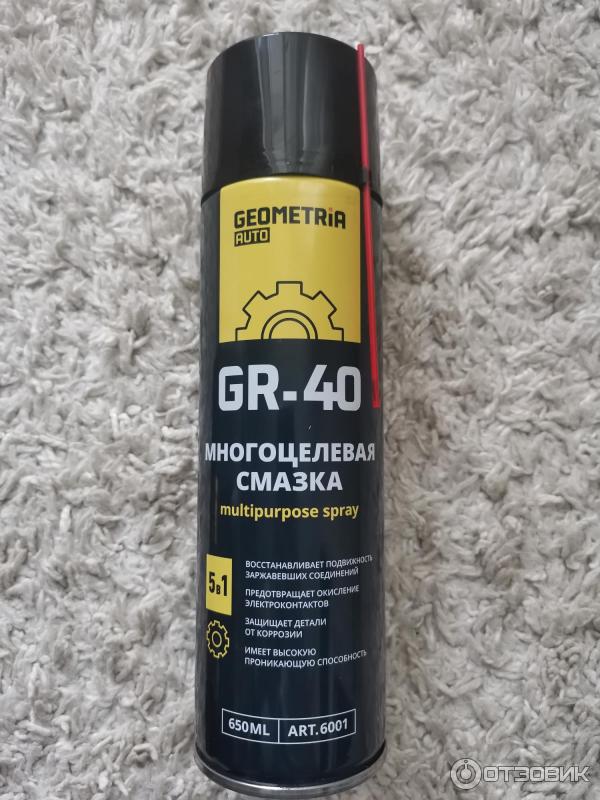 GEOMETRiA
AUTO
GR-40
МНОГОЦЕЛЕВАЯ
СМАЗКА
multipurpose spray
5в1
ВОССТАНАВЛИВАЕТ ПОДВИЖНОСТЬ
ЗАРЖАВЕВШИХ СОЕДИНЕНИЙ
ПРЕДОТВРАЩАЕТ ОКИСЛЕНИЕ
ЭЛЕКТРОКОНТАКТОВ
ЗАЩИЩАЕТ ДЕТАЛИ
ОТ КОРРОЗИИ
ИМЕЕТ ВЫСОКУЮ
ПРОНИКАЮЩУЮ СПОСОБНОСТЬ
650ML ART.6001
ОТЗОВИК